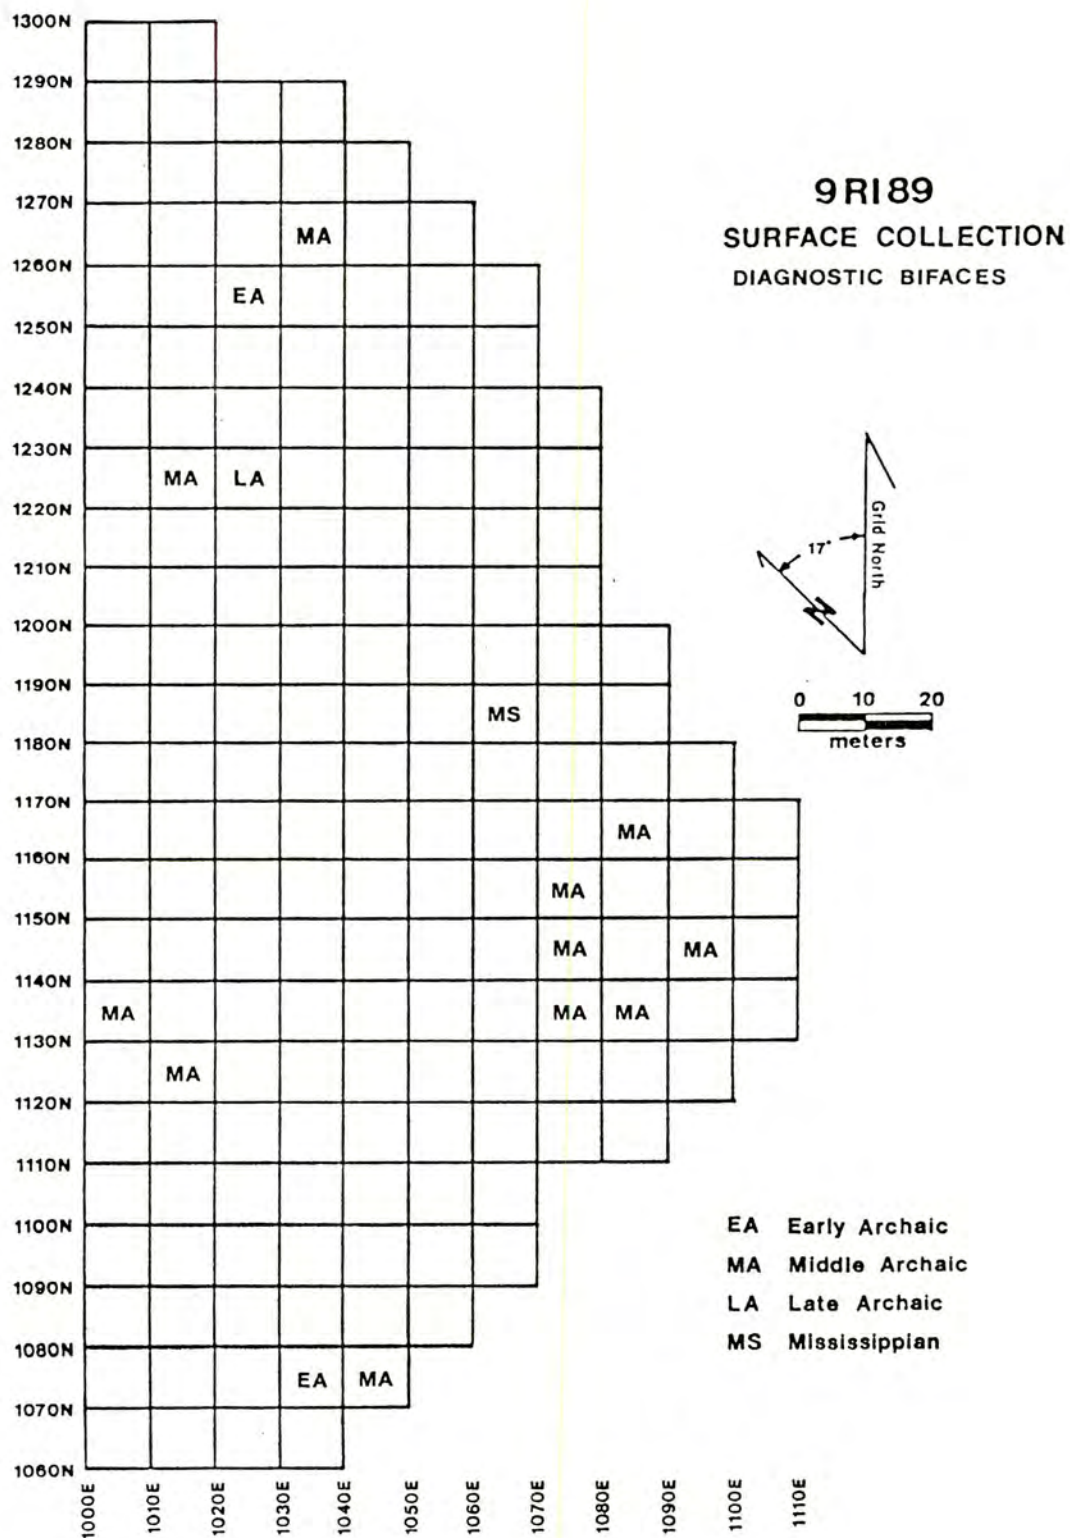 1300N
1290N
1280N
1270N
1260N
1250N
1240N
1230N
1220N
1210N
1200N
1190N
1180N
1170N
1160N
1150N
1140N
1130N
1120N
1110N
1100N
1090N
1080N
1070N
1060N
MA
EA
MA LA
MS
MA
MA
MA MA
MA MA MA
MA
EA MA
1000E 1010E 1020E 1030E 1040E 1050E 1060E 1070E 1080E 1090E 1100E 1110E
9RI89
SURFACE COLLECTION
DIAGNOSTIC BIFACES
Grid North
17°
N
0 10 20
meters
EA Early Archaic
MA Middle Archaic
LA Late Archaic
MS Mississippian